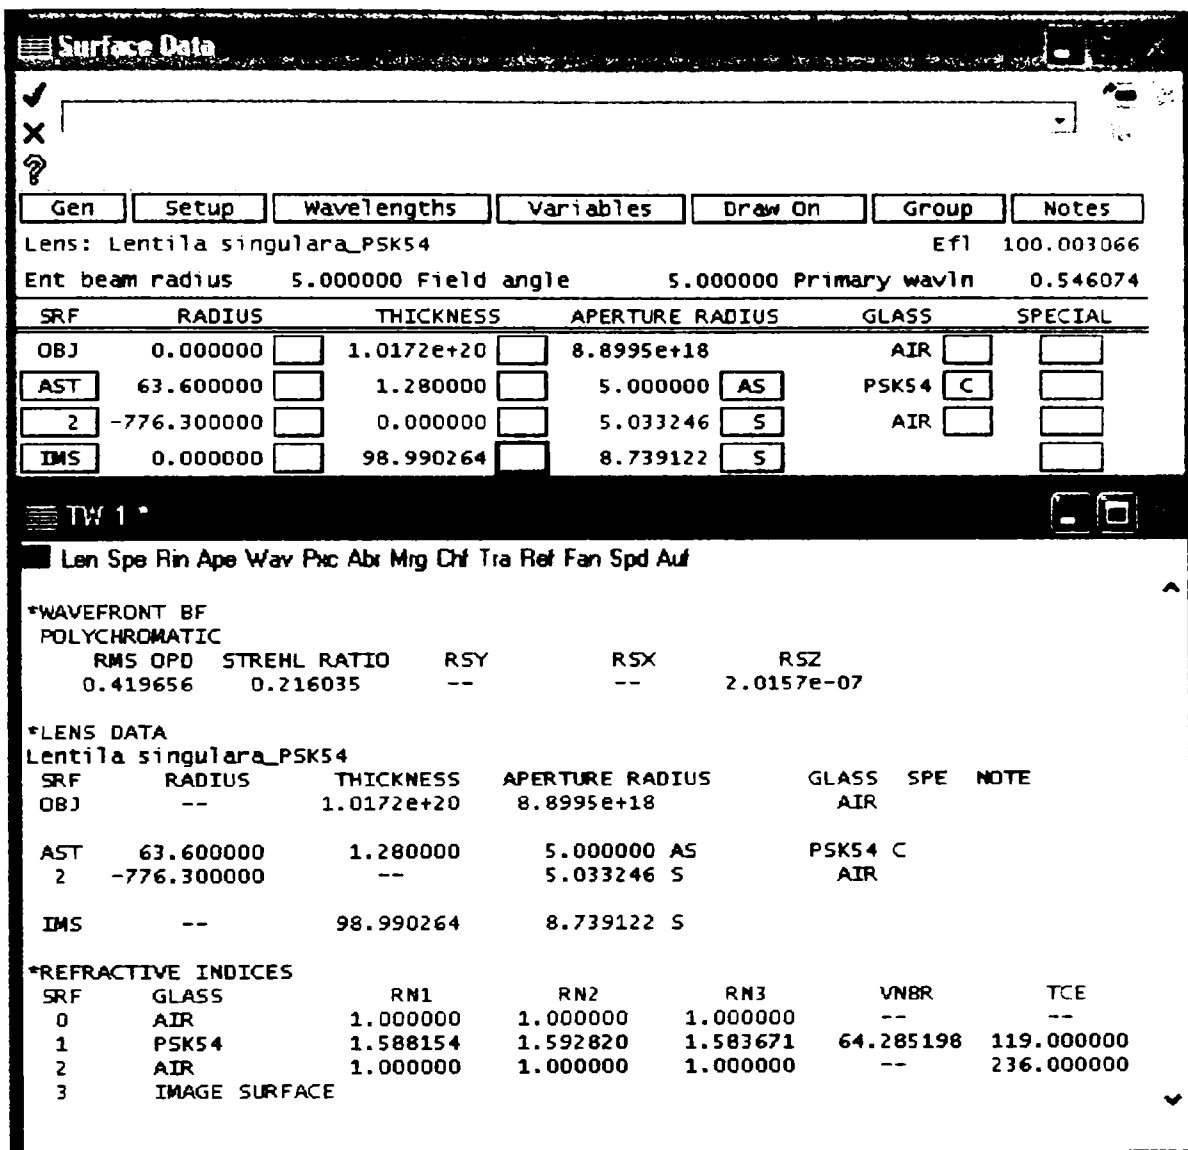 Surface Data
Gen Setup Wavelengths Variables Draw On Group Notes
Lens: Lentila singulara_PSK54 Efl 100.003066
Ent beam radius 5.000000 Field angle 5.000000 Primary wavln 0.546074
SRF RADIUS THICKNESS APERTURE RADIUS GLASS SPECIAL
OBJ 0.000000 1.0172e+20 8.8995e+18 AIR
AST 63.600000 1.280000 5.000000 AS PSK54 C
2 -776.300000 0.000000 5.033246 S AIR
IMS 0.000000 98.990264 8.739122 S
TW 1 *
Len Spe Rin Ape Wav Pxc Abr Mrg Chf Tra Ref Fan Spd Auf
*WAVEFRONT BF
POLYCHROMATIC
RMS OPD STREHL RATIO RSY RSX RSZ
0.419656 0.216035 -- -- 2.0157e-07
*LENS DATA
Lentila singulara_PSK54
SRF RADIUS THICKNESS APERTURE RADIUS GLASS SPE NOTE
OBJ -- 1.0172e+20 8.8995e+18 AIR
AST 63.600000 1.280000 5.000000 AS PSK54 C
2 -776.300000 -- 5.033246 S AIR
IMS -- 98.990264 8.739122 S
*REFRACTIVE INDICES
SRF GLASS RN1 RN2 RN3 VNBR TCE
0 AIR 1.000000 1.000000 1.000000 -- --
1 PSK54 1.588154 1.592820 1.583671 64.285198 119.000000
2 AIR 1.000000 1.000000 1.000000 -- 236.000000
3 IMAGE SURFACE